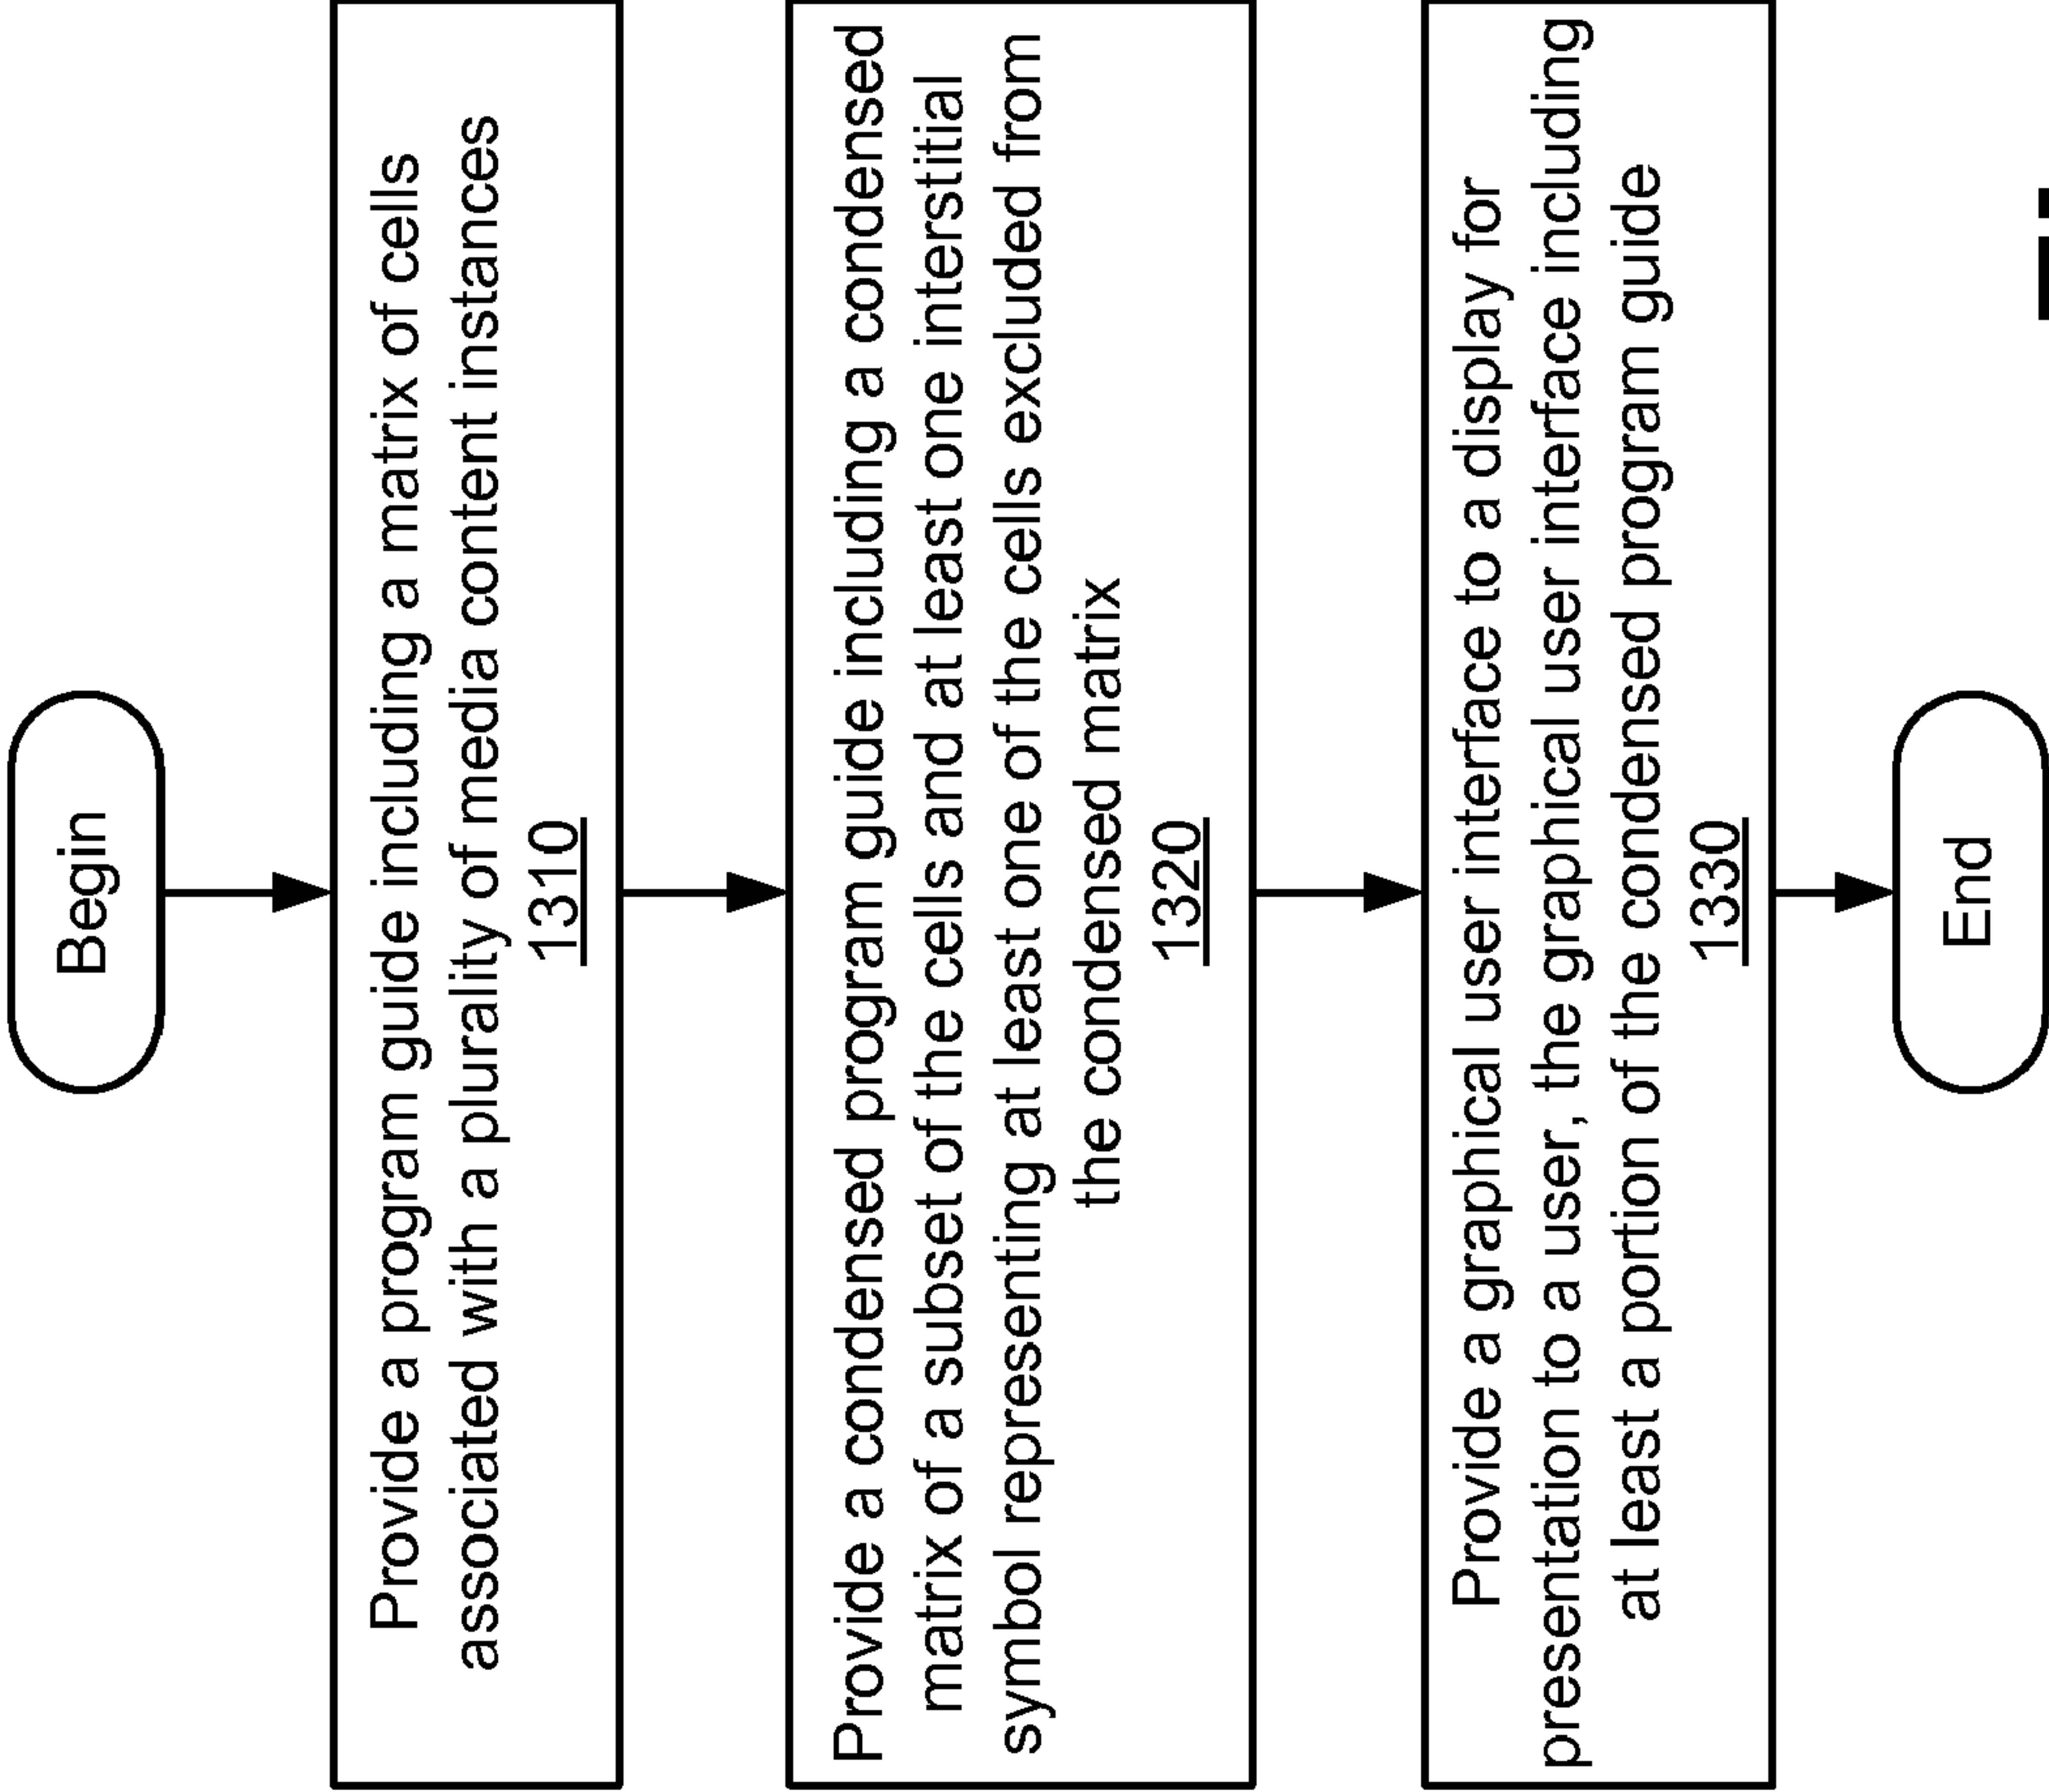 Begin
Provide a program guide including a matrix of cells
associated with a plurality of media content instances
1310
Provide a condensed program guide including a condensed
matrix of a subset of the cells and at least one interstitial
symbol representing at least one of the cells excluded from
the condensed matrix
1320
Provide a graphical user interface to a display for
presentation to a user, the graphical user interface including
at least a portion of the condensed program guide
1330
End